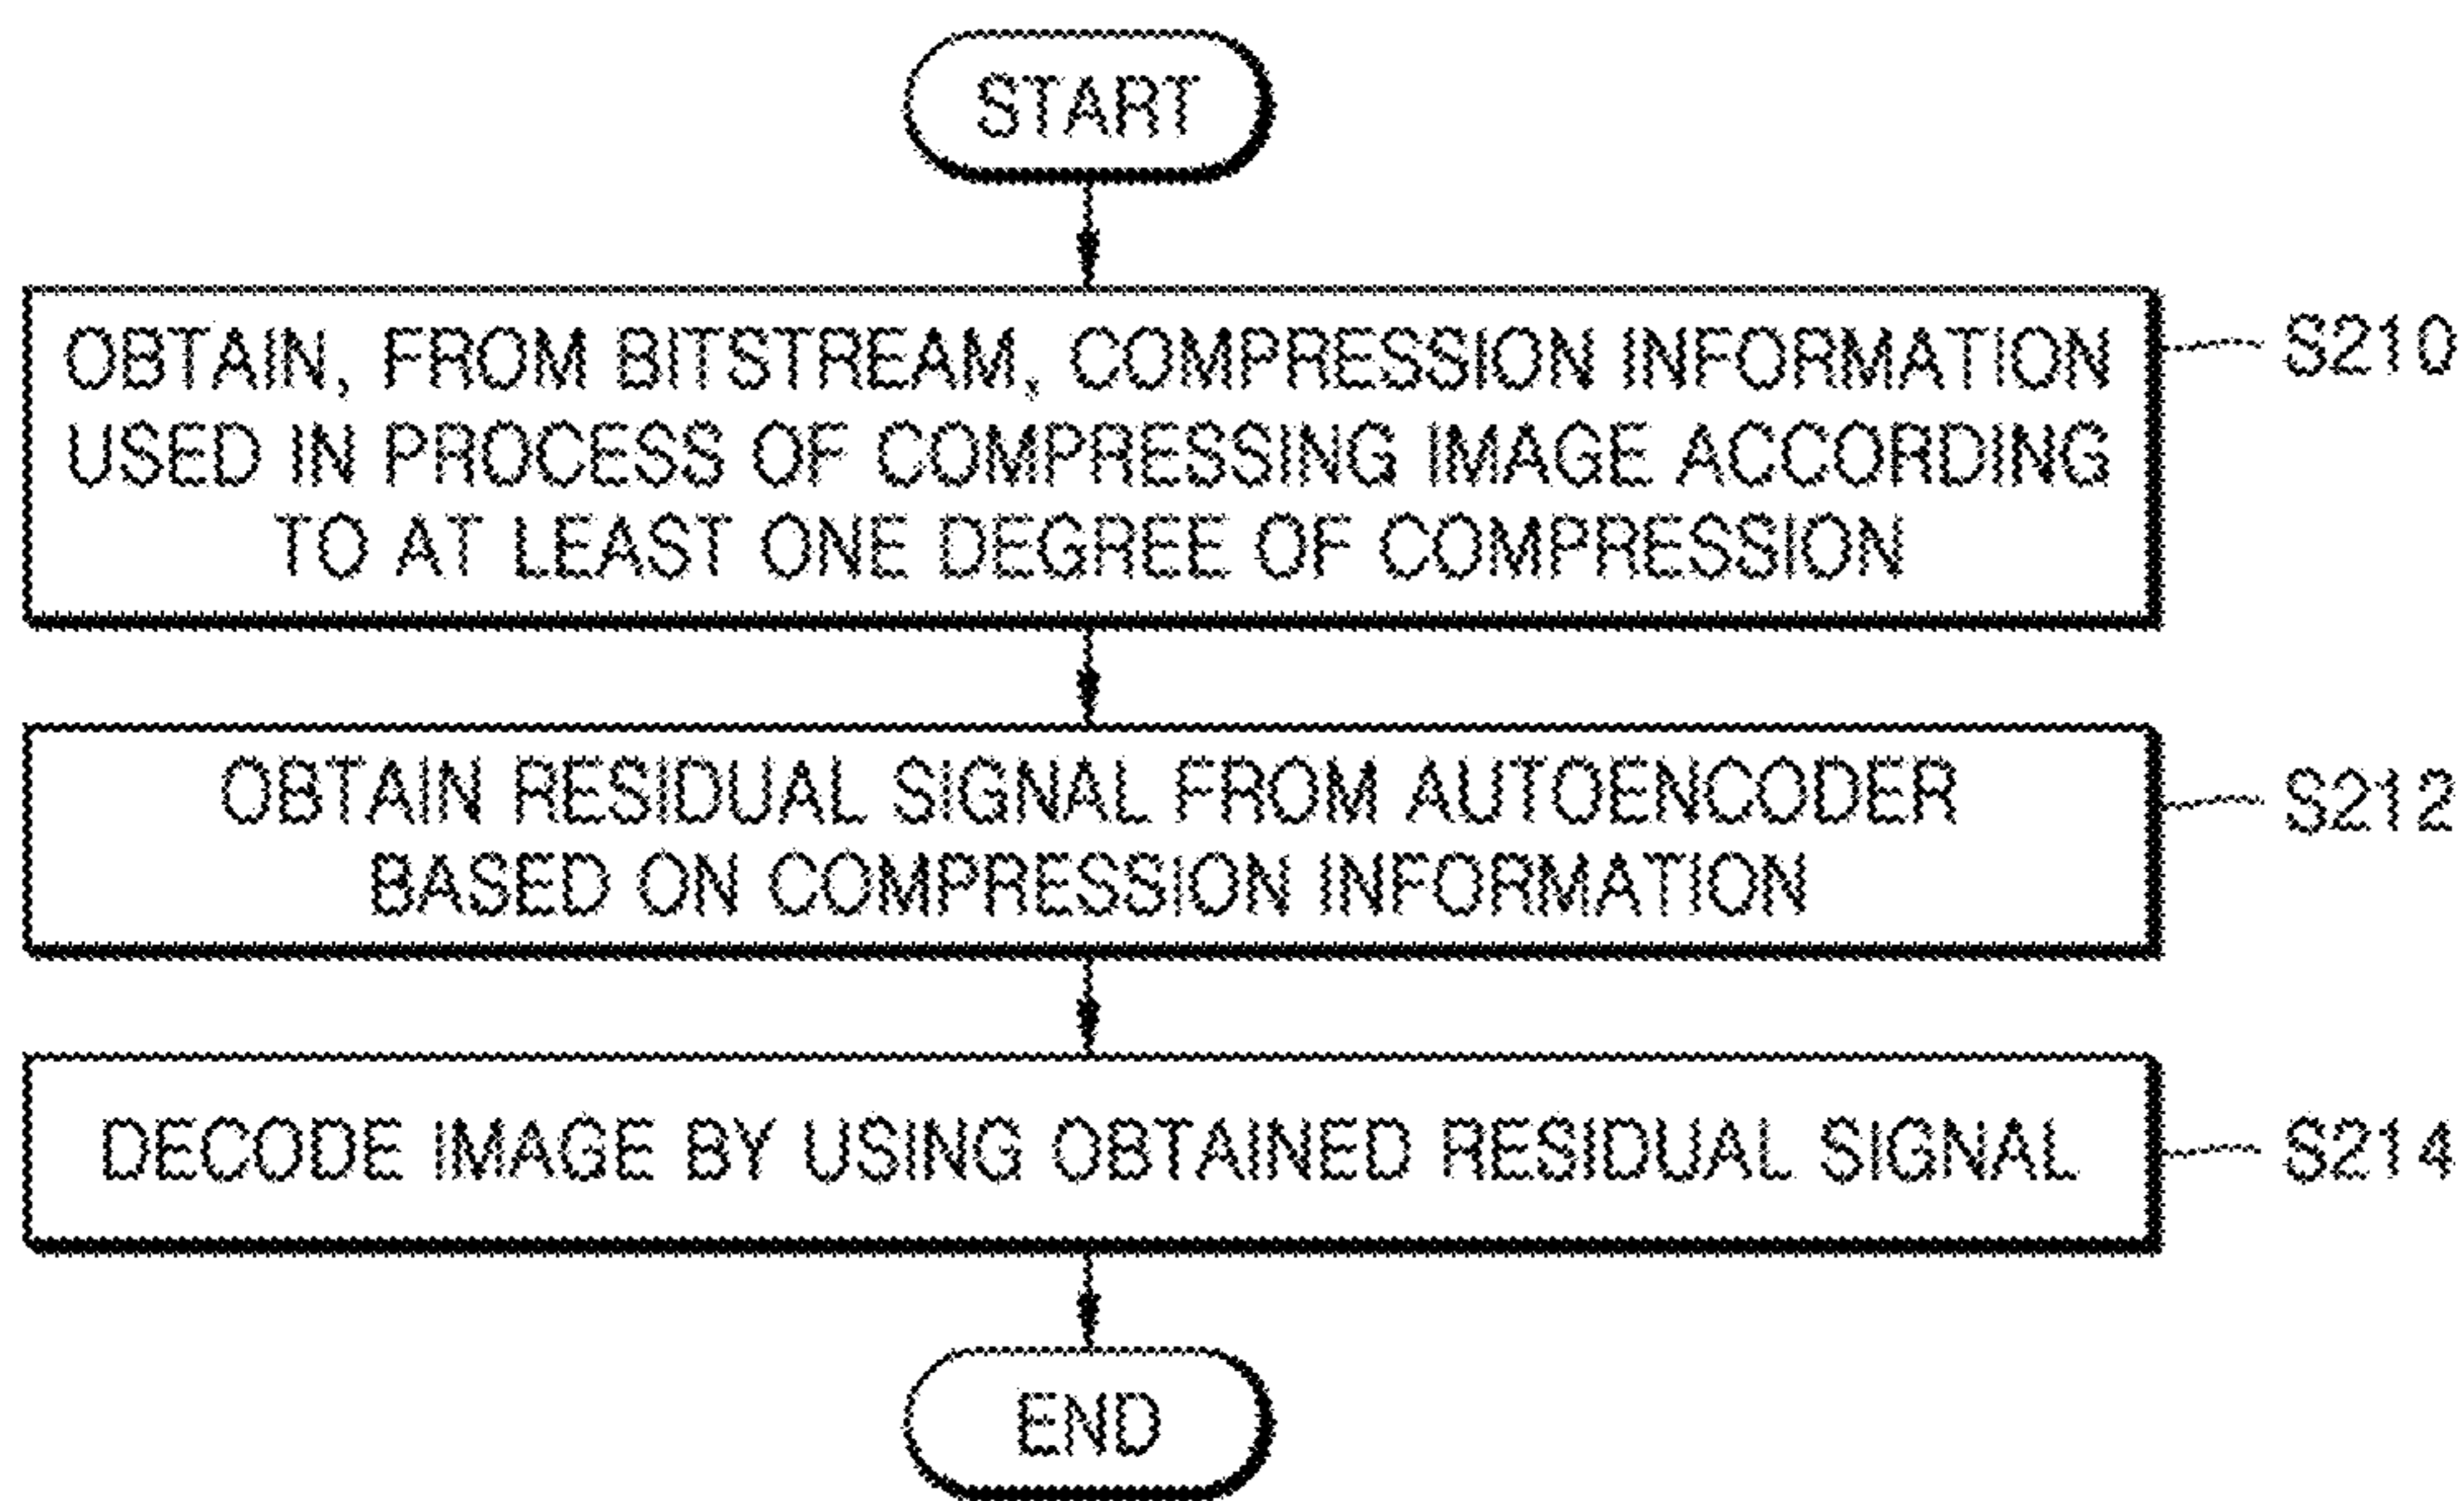 START
OBTAIN, FROM BITSTREAM, COMPRESSION INFORMATION
USED IN PROCESS OF COMPRESSING IMAGE ACCORDING
TO AT LEAST ONE DEGREE OF COMPRESSION
S210
OBTAIN RESIDUAL SIGNAL FROM AUTOENCODER
BASED ON COMPRESSION INFORMATION
S212
DECODE IMAGE BY USING OBTAINED RESIDUAL SIGNAL
S214
END